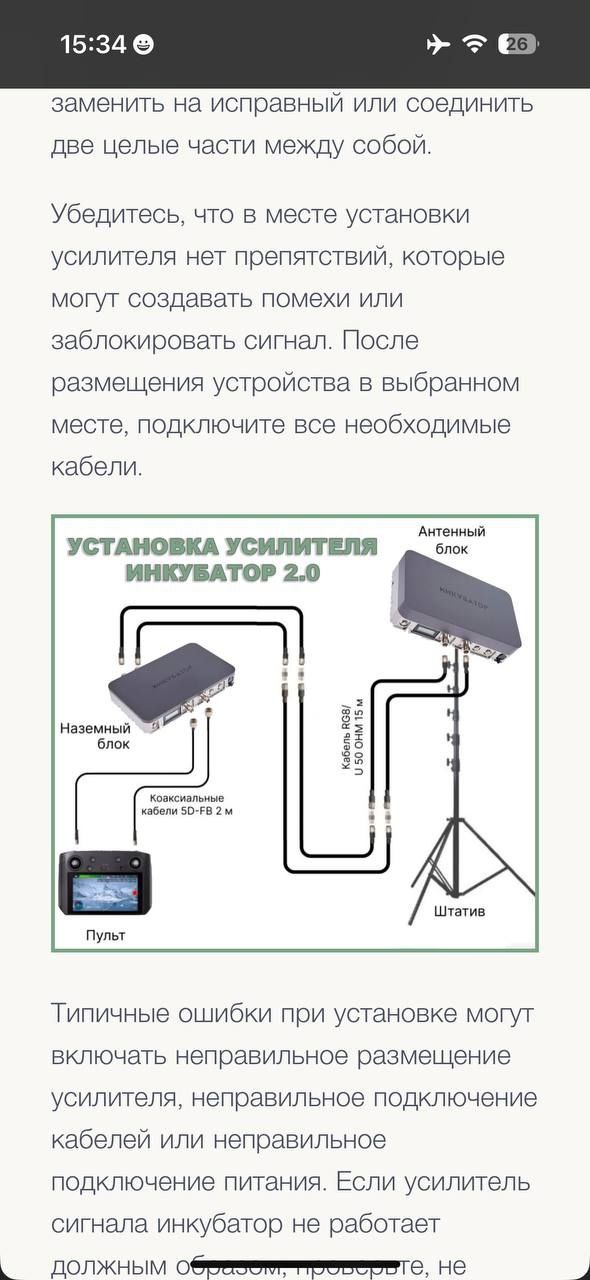 15:34
26
заменить на исправный или соединить
две целые части между собой.
Убедитесь, что в месте установки
усилителя нет препятствий, которые
могут создавать помехи или
заблокировать сигнал. После
размещения устройства в выбранном
месте, подключите все необходимые
кабели.
УСТАНОВКА УСИЛИТЕЛЯ
ИНКУБАТОР 2.0
Антенный
блок
ИНКУБАТОР
ИНКУБАТОР
Наземный
блок
Кабель RG8/
U 50 OHM 15 м
Коаксиальные
кабели 5D-FB 2 м
Пульт
Штатив
Типичные ошибки при установке могут
включать неправильное размещение
усилителя, неправильное подключение
кабелей или неправильное
подключение питания. Если усилитель
сигнала инкубатор не работает
должным образом, проверьте, не